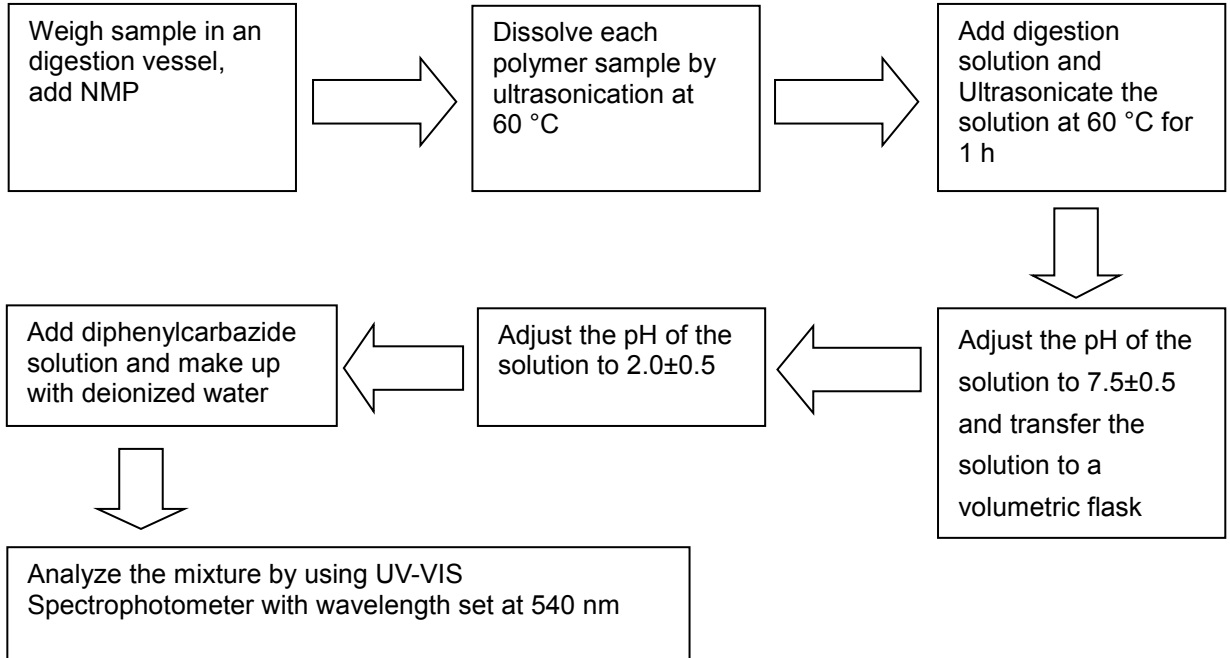 Weigh sample in an
digestion vessel,
add NMP
Dissolve each
polymer sample by
ultrasonication at
60 °C
Add digestion
solution and
Ultrasonicate the
solution at 60 °C for
1 h
Adjust the pH of the
solution to 7.5±0.5
and transfer the
solution to a
volumetric flask
Adjust the pH of the
solution to 2.0±0.5
Add diphenylcarbazide
solution and make up
with deionized water
Analyze the mixture by using UV-VIS
Spectrophotometer with wavelength set at 540 nm